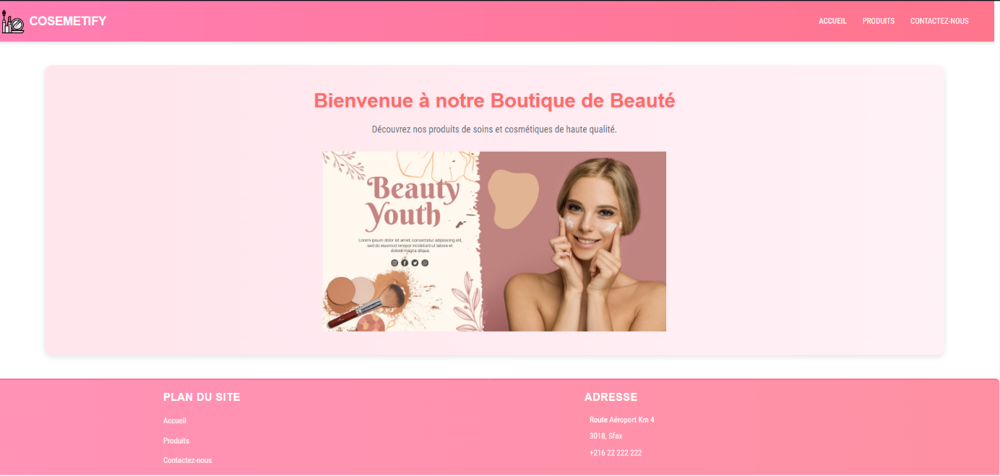 COSEMETIFY
ACCUEIL PRODUITS CONTACTEZ-NOUS
Bienvenue à notre Boutique de Beauté
Découvrez nos produits de soins et cosmétiques de haute qualité.
Beauty
Youth
Lorem ipsum dolor sit amet, consectetur adipisicing elit,
sed do eiusmod tempor incididunt ut labore et
dolore magna aliqua.
PLAN DU SITE
Accueil
Produits
Contactez-nous
ADRESSE
Route Aéroport Km 4
3018, Sfax
+216 22 222 222